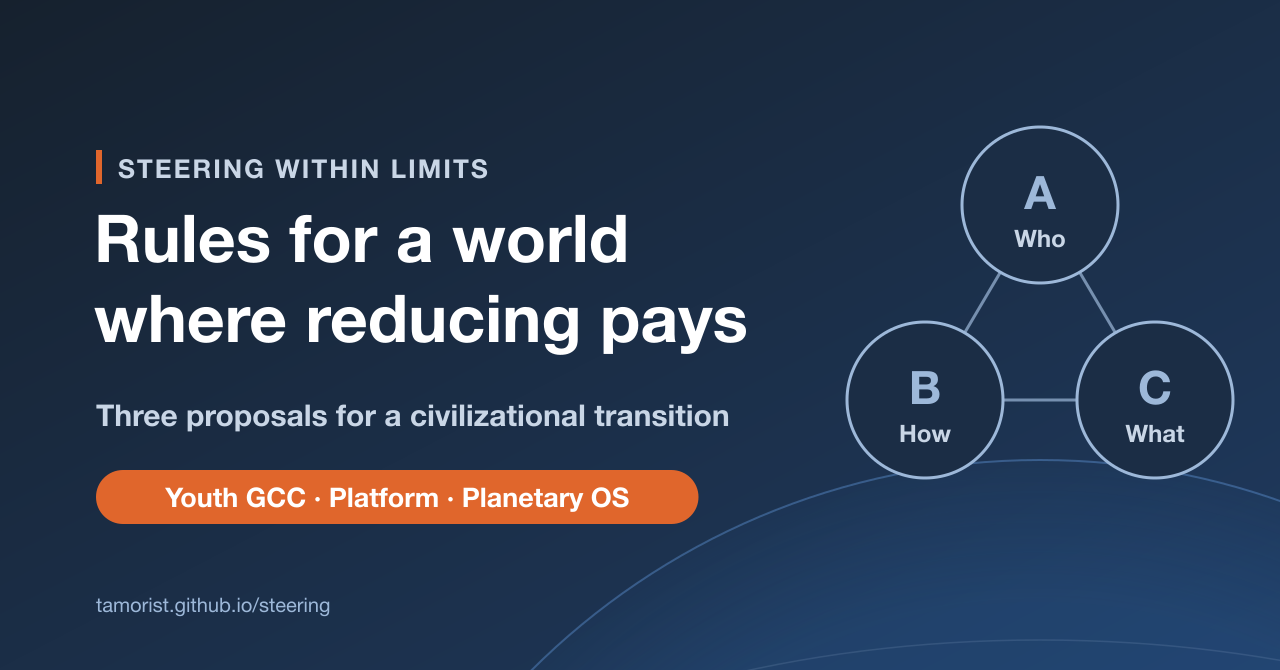 STEERING WITHIN LIMITS
Rules for a world
where reducing pays
Three proposals for a civilizational transition
Youth GCC · Platform · Planetary OS
tamorist.github.io/steering
A
Who
B
How
C
What